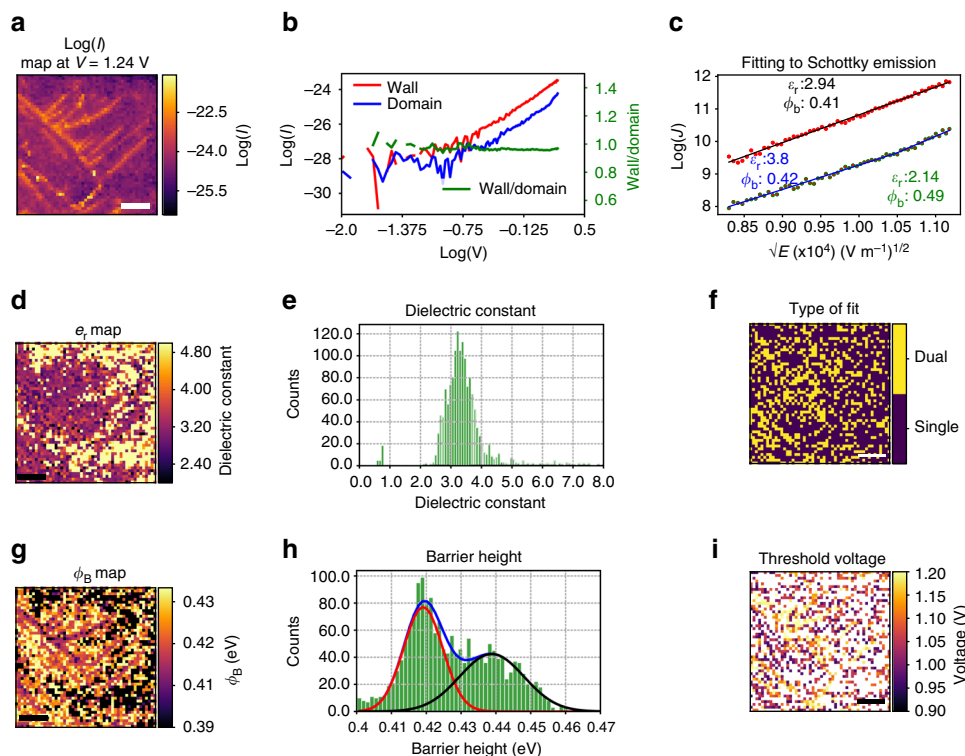 a
Log(I)
map at V = 1.24 V
−22.5
−24.0
−25.5
Log(I)
b
−24
−26
−28
−30
Log(I)
Wall
Domain
Wall/domain
1.4
1.2
1.0
0.8
0.6
Wall/domain
−2.0
−1.375
−0.75
−0.125
0.5
Log(V)
c
Fitting to Schottky emission
12
11
10
9
8
Log(J)
εr:2.94
ϕb: 0.41
εr:3.8
ϕb: 0.42
εr:2.14
ϕb: 0.49
0.85
0.90
0.95
1.00
1.05
1.10
√E (x10⁴) (V m⁻¹)¹/²
d
er map
4.80
4.00
3.20
2.40
Dielectric constant
e
Dielectric constant
120.0
100.0
80.0
60.0
40.0
20.0
0.0
Counts
0.0
1.0
2.0
3.0
4.0
5.0
6.0
7.0
8.0
Dielectric constant
f
Type of fit
Dual
Single
g
ϕB map
0.43
0.42
0.41
0.39
ϕB (eV)
h
Barrier height
100.0
80.0
60.0
40.0
20.0
0.0
Counts
0.4
0.41
0.42
0.43
0.44
0.45
0.46
0.47
Barrier height (eV)
i
Threshold voltage
1.20
1.10
1.00
0.95
0.90
Voltage (V)